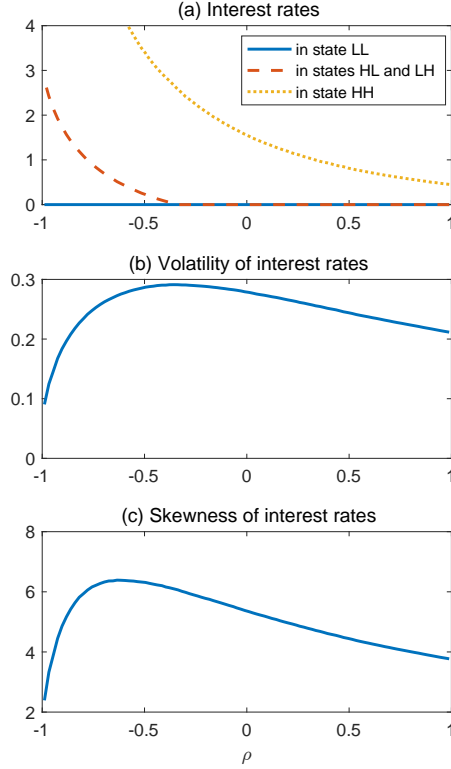 (a) Interest rates
4
3
2
1
0
in state LL
in states HL and LH
in state HH
-1 -0.5 0 0.5 1
(b) Volatility of interest rates
0.3
0.2
0.1
0
-1 -0.5 0 0.5 1
(c) Skewness of interest rates
8
6
4
2
-1 -0.5 0 0.5 1
ρ